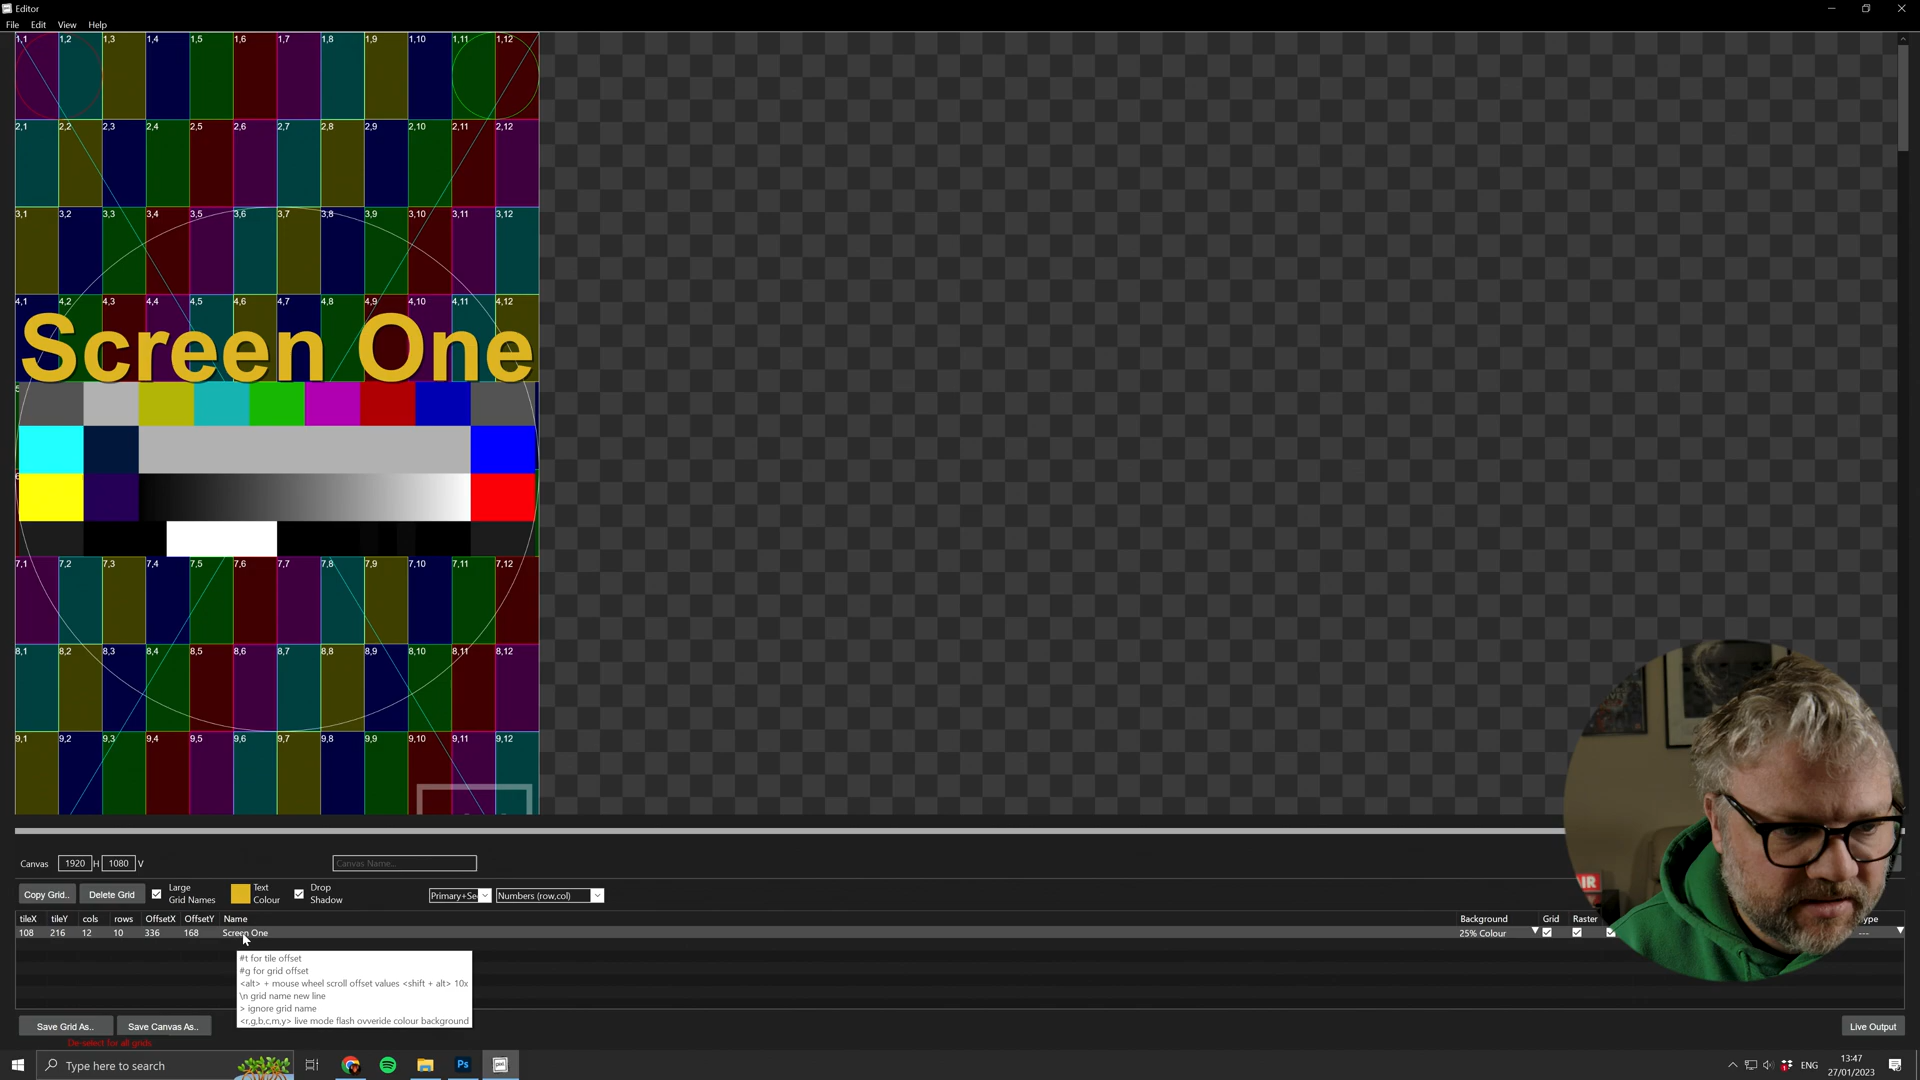 Editor
File Edit View Help
1,1 1,2 1,3 1,4 1,5 1,6 1,7 1,8 1,9 1,10 1,11 1,12
2,1 2,2 2,3 2,4 2,5 2,6 2,7 2,8 2,9 2,10 2,11 2,12
3,1 3,2 3,3 3,4 3,5 3,6 3,7 3,8 3,9 3,10 3,11 3,12
4,1 4,2 4,3 4,4 4,5 4,6 4,7 4,8 4,9 4,10 4,11 4,12
Screen One
7,1 7,2 7,3 7,4 7,5 7,6 7,7 7,8 7,9 7,10 7,11 7,12
8,1 8,2 8,3 8,4 8,5 8,6 8,7 8,8 8,9 8,10 8,11 8,12
9,1 9,2 9,3 9,4 9,5 9,6 9,7 9,8 9,9 9,10 9,11 9,12
Canvas 1920 H 1080 V Canvas Name...
Copy Grid.. Delete Grid Large Grid Names Text Colour Drop Shadow Primary+Se Numbers (row,col)
tileX tileY cols rows OffsetX OffsetY Name Background Grid Raster
108 216 12 10 336 168 Screen One 25% Colour ---
#t for tile offset
#g for grid offset
<alt> + mouse wheel scroll offset values <shift + alt> 10x
\n grid name new line
> ignore grid name
<r,g,b,c,m,y> live mode flash ovveride colour background
Save Grid As.. Save Canvas As.. Live Output
De-select for all grids.
Type here to search
Ps
ENG
13:47
27/01/2023